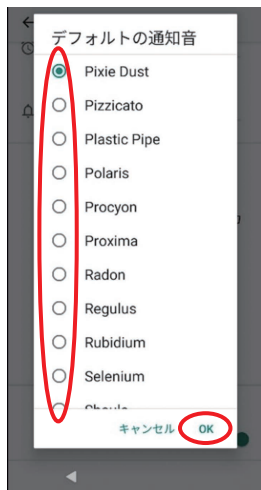 デフォルトの通知音
Pixie Dust
Pizzicato
Plastic Pipe
Polaris
Procyon
Proxima
Radon
Regulus
Rubidium
Selenium
キャンセル OK